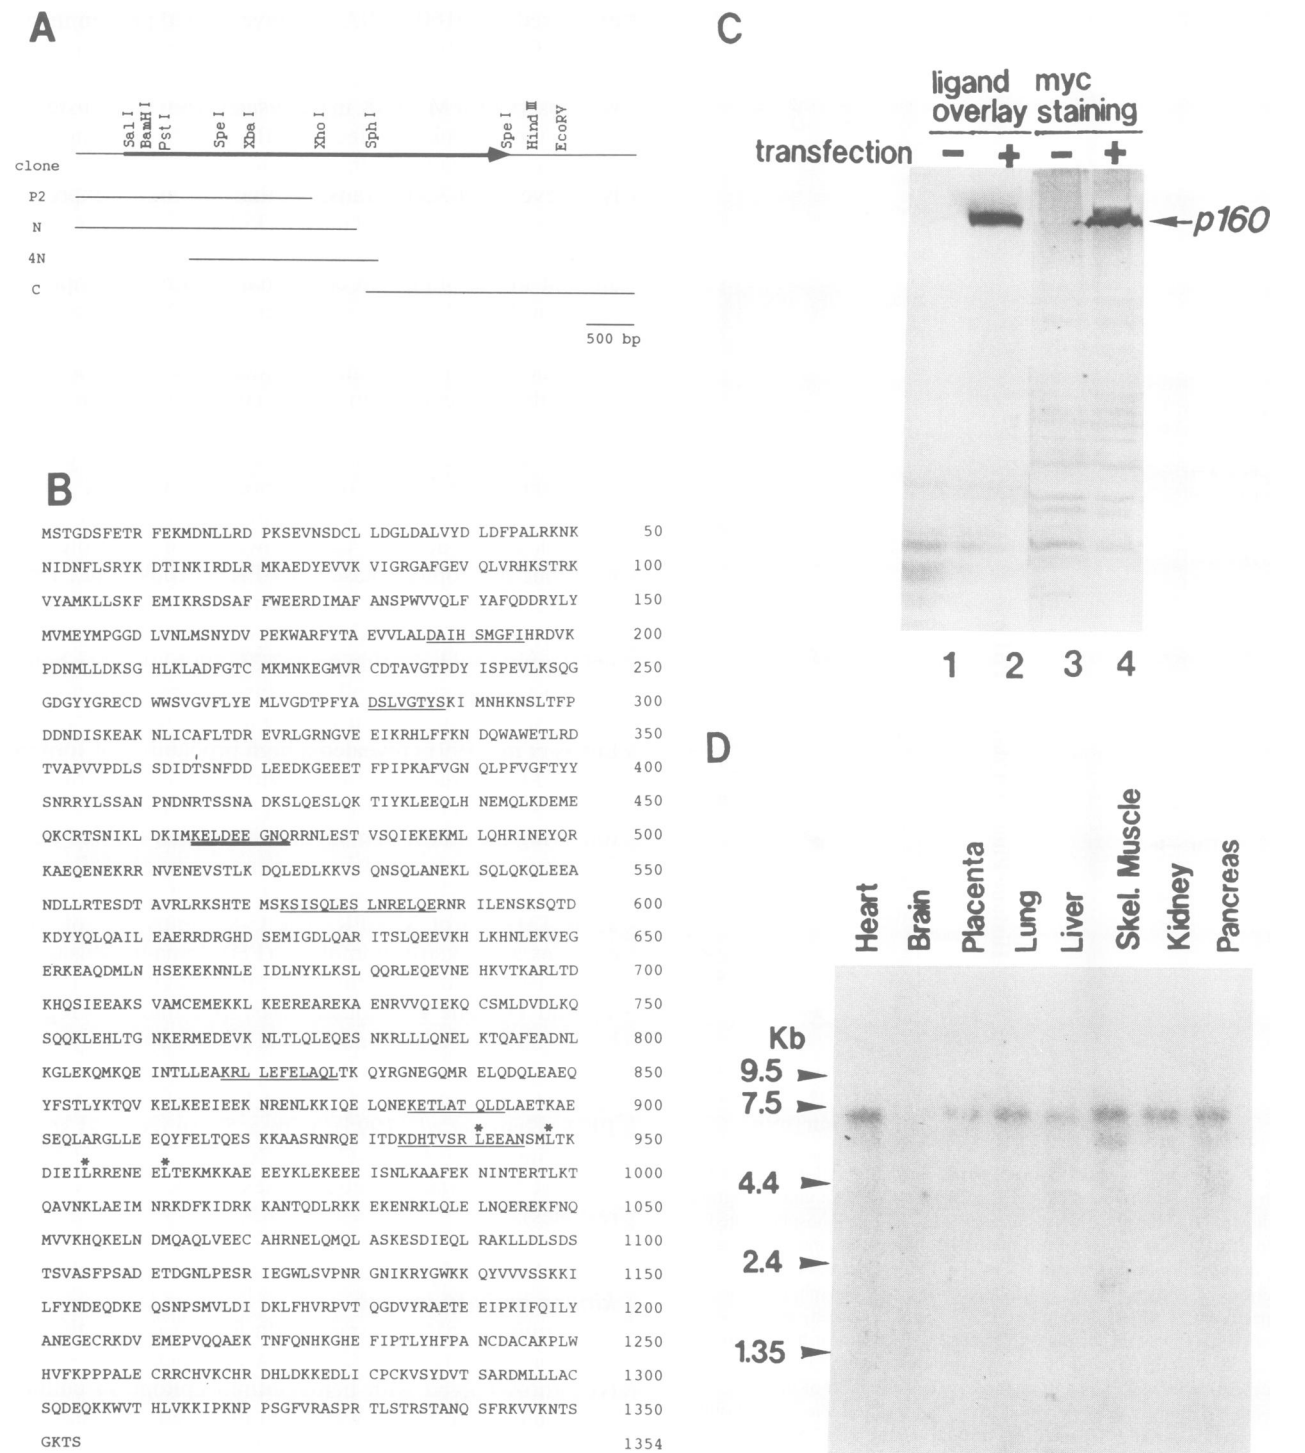 A
Sal I
BamH I
Pst I
Spe I
Xba I
Xho I
Sph I
Spe I
Hind III
EcoRV
clone
P2
N
4N
C
500 bp
B
MSTGDSFETR FEKMDNLLRD PKSEVNSDCL LDGLDALVYD LDFPALRKNK 50
NIDNFLSRYK DTINKIRDLR MKAEDYEVVK VIGRGAFGEV QLVRHKSTRK 100
VYAMKLLSKF EMIKRSDSAF FWEERDIMAF ANSPWVVQLF YAFQDDRYLY 150
MVMEYMPGGD LVNLMSNYDV PEKWARFYTA EVVLALDAIH SMGFIHRDVK 200
PDNMLLDKSG HLKLADFGTC MKMNKEGMVR CDTAVGTPDY ISPEVLKSQG 250
GDGYYGRECD WWSVGVFLYE MLVGDTPFYA DSLVGTYSKI MNHKNSLTFP 300
DDNDISKEAK NLICAFLTDR EVRLGRNGVE EIKRHLFFKN DQWAWETLRD 350
TVAPVVPDLS SDIDTSNFDD LEEDKGEEET FPIPKAFVGN QLPFVGFTYY 400
SNRRYLSSAN PNDNRTSSNA DKSLQESLQK TIYKLEEQLH NEMQLKDEME 450
QKCRTSNIKL DKIMKELDEE GNQRRNLEST VSQIEKEKML LQHRINEYQR 500
KAEQENEKRR NVENEVSTLK DQLEDLKKVS QNSQLANEKL SQLQKQLEEA 550
NDLLRTESDT AVRLRKSHTE MSKSISQLES LNRELQERNR ILENSKSQTD 600
KDYYQLQAIL EAERRDRGHD SEMIGDLQAR ITSLQEEVKH LKHNLEKVEG 650
ERKEAQDMLN HSEKEKNNLE IDLNYKLKSL QQRLEQEVNE HKVTKARLTD 700
KHQSIEEAKS VAMCEMEKKL KEEREAREKA ENRVVQIEKQ CSMLDVDLKQ 750
SQQKLEHLTG NKERMEDEVK NLTLQLEQES NKRLLLQNEL KTQAFEADNL 800
KGLEKQMKQE INTLLEAKRL LEFELAQLTK QYRGNEGQMR ELQDQLEAEQ 850
YFSTLYKTQV KELKEEIEEK NRENLKKIQE LQNEKETLAT QLDLAETKAE 900
SEQLARGLLE EQYFELTQES KKAASRNRQE ITDKDHTVSR LEEANSMLTK 950
DIEILRRENE ELTEKMKKAE EEYKLEKEEE ISNLKAAFEK NINTERTLKT 1000
QAVNKLAEIM NRKDFKIDRK KANTQDLRKK EKENRKLQLE LNQEREKFNQ 1050
MVVKHQKELN DMQAQLVEEC AHRNELQMQL ASKESDIEQL RAKLLDLSDS 1100
TSVASFPSAD ETDGNLPESR IEGWLSVPNR GNIKRYGWKK QYVVVSSKKI 1150
LFYNDEQDKE QSNPSMVLDI DKLFHVRPVT QGDVYRAETE EIPKIFQILY 1200
ANEGECRKDV EMEPVQQAEK TNFQNHKGHE FIPTLYHFPA NCDACAKPLW 1250
HVFKPPPALE CRRCHVKCHR DHLDKKEDLI CPCKVSYDVT SARDMLLLAC 1300
SQDEQKKWVT HLVKKIPKNP PSGFVRASPR TLSTRSTANQ SFRKVVKNTS 1350
GKTS 1354
C
ligand overlay
myc staining
transfection − + − +
p160
1 2 3 4
D
Heart
Brain
Placenta
Lung
Liver
Skel. Muscle
Kidney
Pancreas
Kb
9.5
7.5
4.4
2.4
1.35